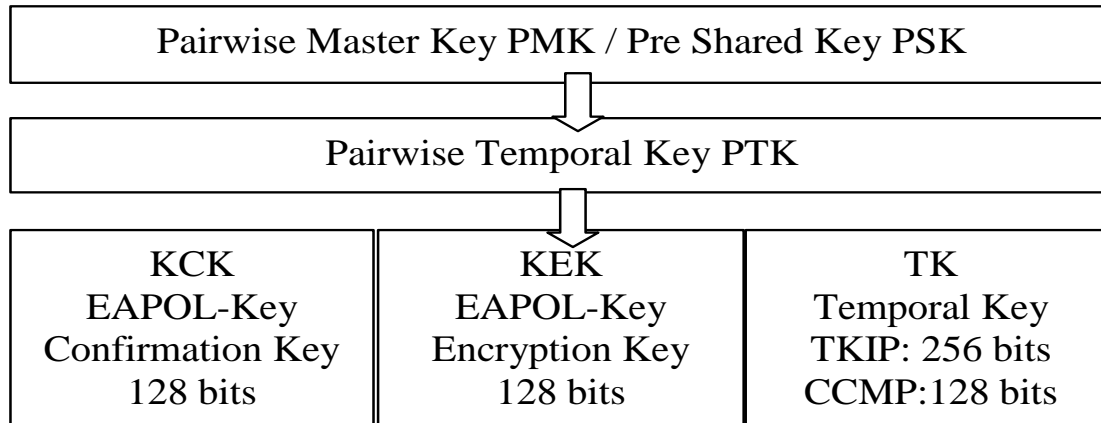 Pairwise Master Key PMK / Pre Shared Key PSK
Pairwise Temporal Key PTK
KCK
EAPOL-Key
Confirmation Key
128 bits
KEK
EAPOL-Key
Encryption Key
128 bits
TK
Temporal Key
TKIP: 256 bits
CCMP:128 bits